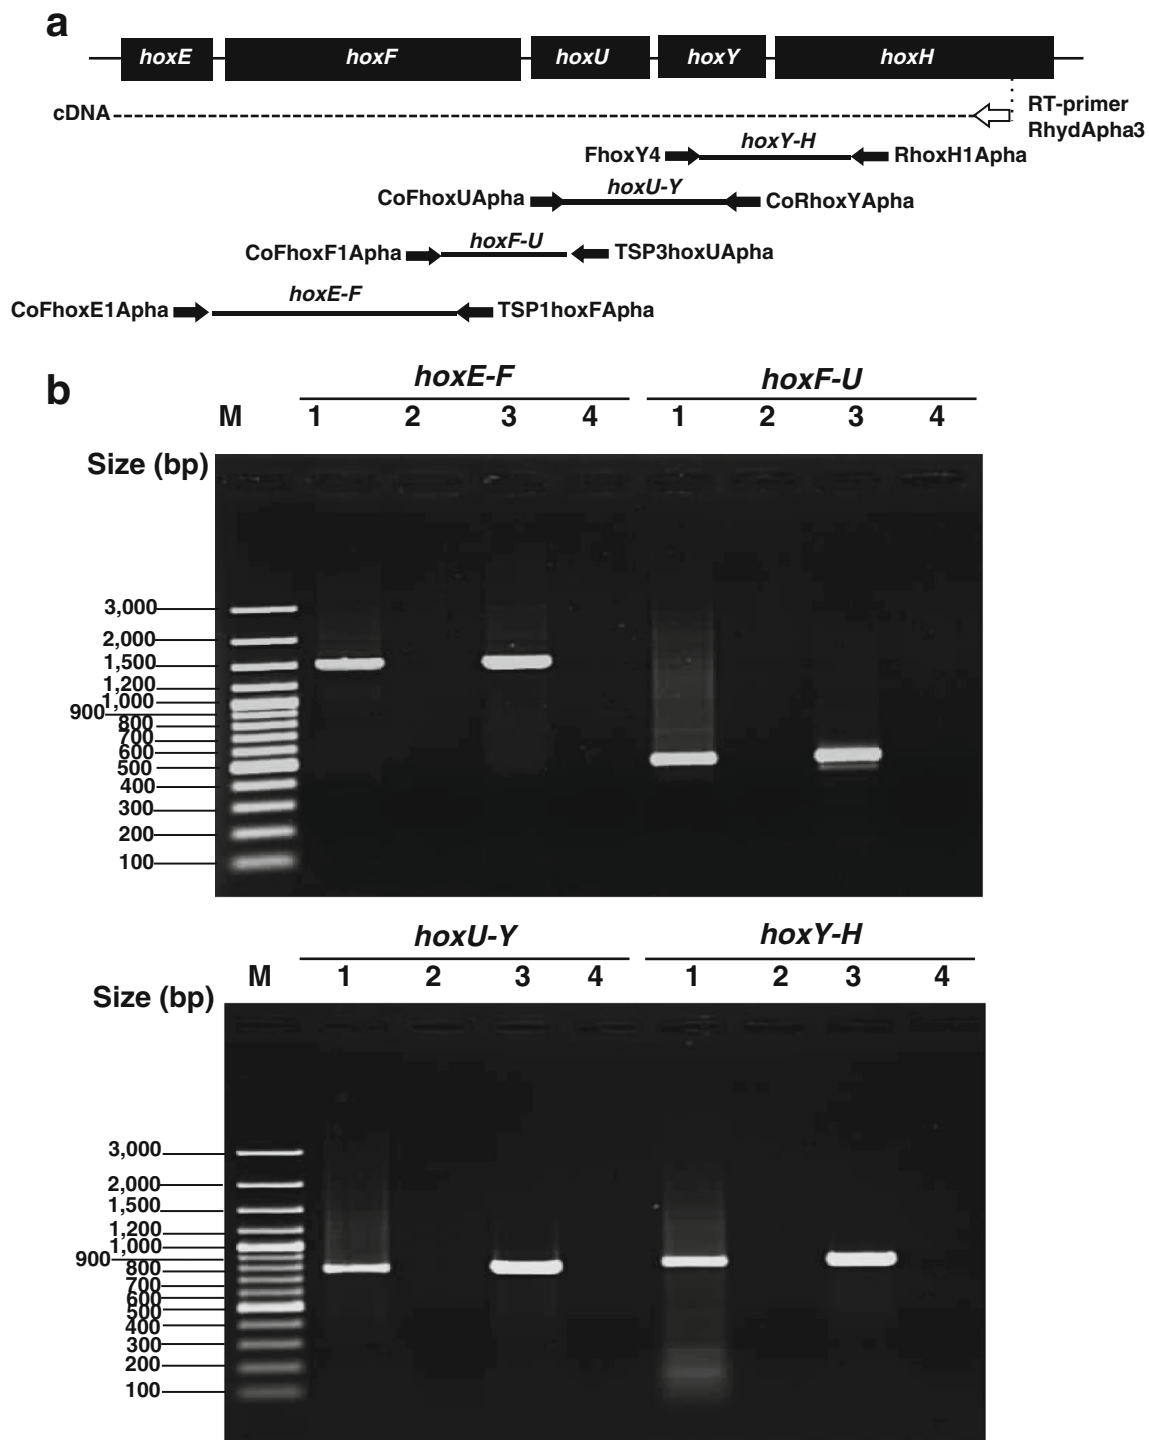 a
hoxE hoxF hoxU hoxY hoxH
cDNA
RT-primer
RhydApha3
FhoxY4 hoxY-H RhoxH1Apha
CoFhoxUApha hoxU-Y CoRhoxYApha
CoFhoxF1Apha hoxF-U TSP3hoxUApha
CoFhoxE1Apha hoxE-F TSP1hoxFApha
b
hoxE-F hoxF-U
M 1 2 3 4 1 2 3 4
Size (bp)
3,000
2,000
1,500
1,200
1,000
900
800
700
600
500
400
300
200
100
hoxU-Y hoxY-H
M 1 2 3 4 1 2 3 4
Size (bp)
3,000
2,000
1,500
1,200
1,000
900
800
700
600
500
400
300
200
100